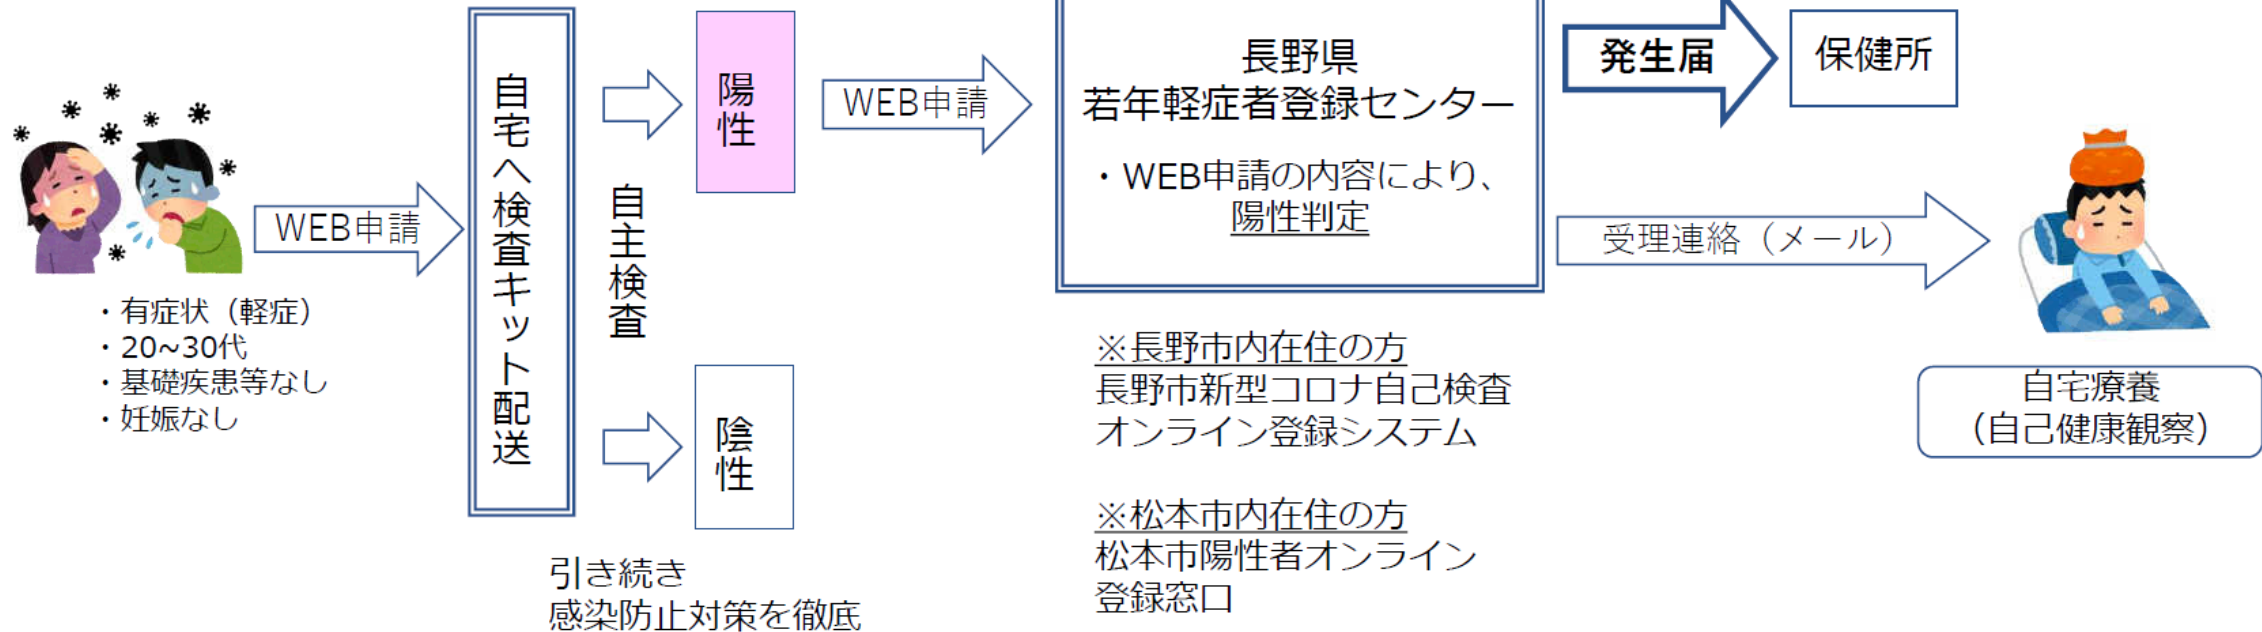 ・有症状（軽症）
・20~30代
・基礎疾患等なし
・妊娠なし
WEB申請
自宅へ検査キット配送
自主検査
陽性
陰性
引き続き
感染防止対策を徹底
WEB申請
長野県
若年軽症者登録センター
・WEB申請の内容により、
陽性判定
※長野市内在住の方
長野市新型コロナ自己検査
オンライン登録システム
※松本市内在住の方
松本市陽性者オンライン
登録窓口
発生届
保健所
受理連絡（メール）
自宅療養
（自己健康観察）